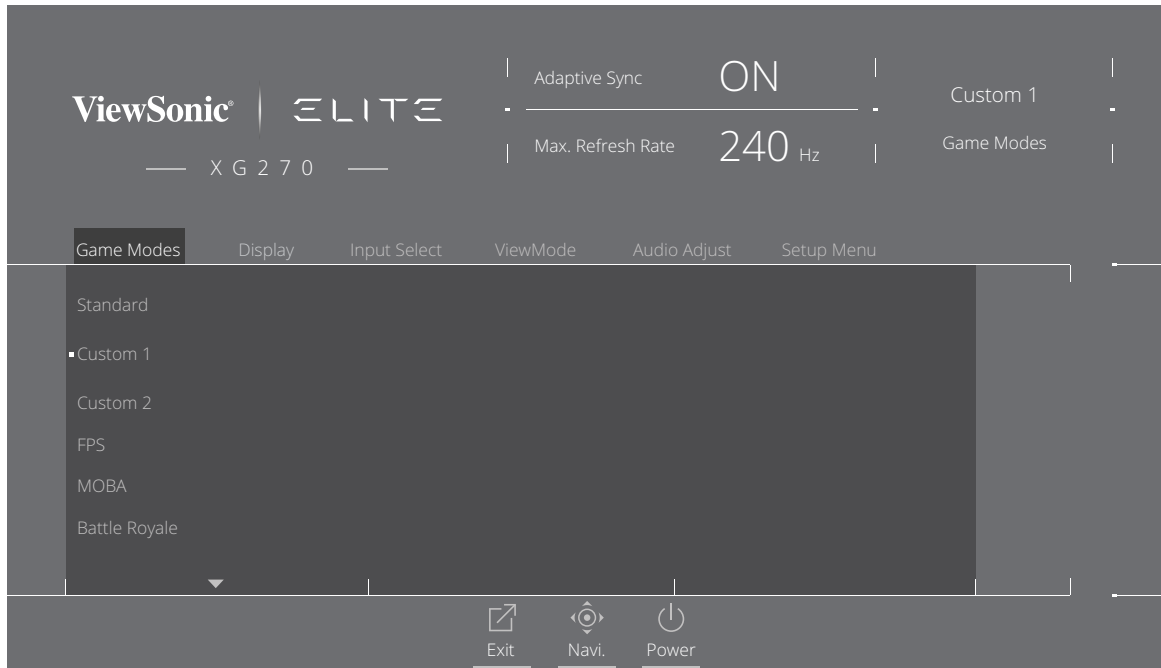 ViewSonic®
ELITE
XG270
Adaptive Sync ON
Max. Refresh Rate 240 Hz
Custom 1
Game Modes
Game Modes Display Input Select ViewMode Audio Adjust Setup Menu
Standard
Custom 1
Custom 2
FPS
MOBA
Battle Royale
Exit Navi. Power